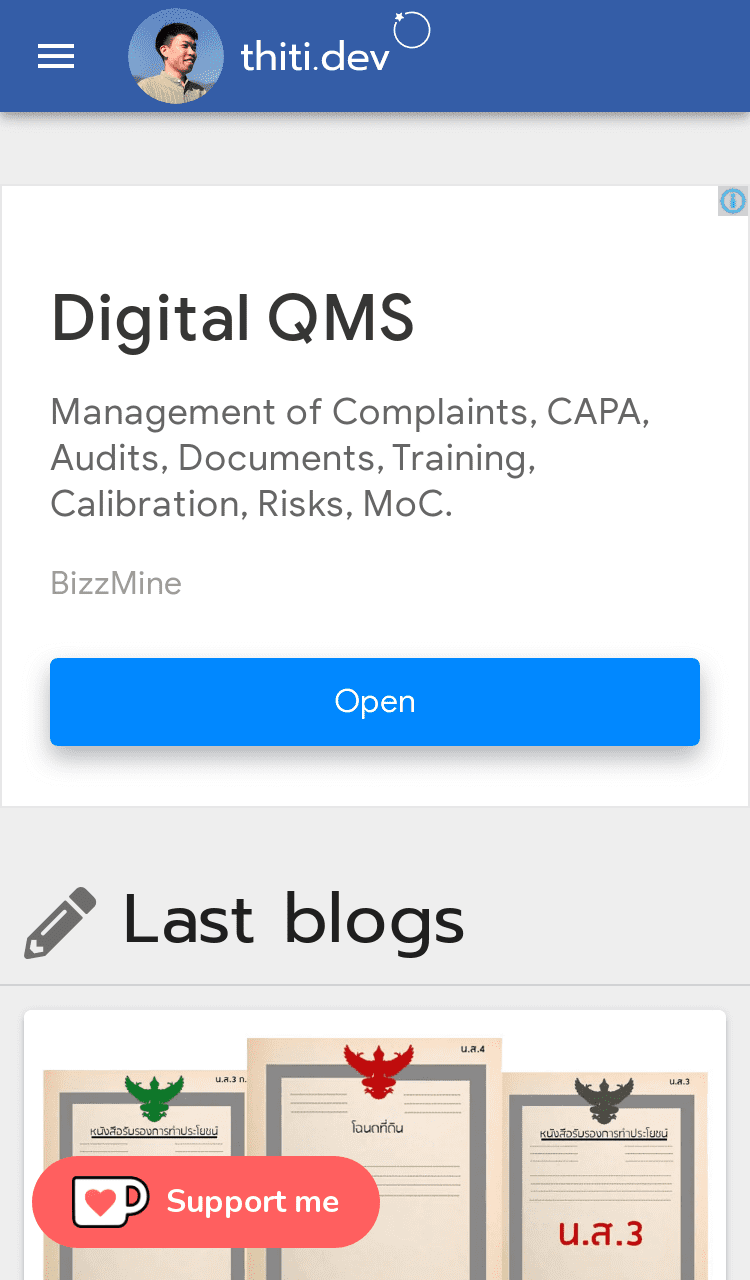 thiti.dev
Digital QMS
Management of Complaints, CAPA,
Audits, Documents, Training,
Calibration, Risks, MoC.
BizzMine
Open
Last blogs
น.ส.3 ก.
หนังสือรับรองการทำประโยชน์
น.ส.4
โฉนดที่ดิน
น.ส.3
หนังสือรับรองการทำประโยชน์
น.ส.3
Support me